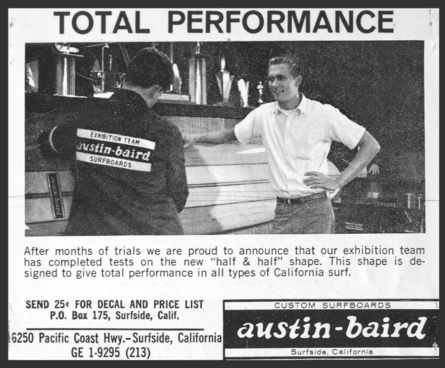 TOTAL PERFORMANCE
EXHIBITION TEAM
austin-baird
SURFBOARDS
After months of trials we are proud to announce that our exhibition team
has completed tests on the new "half & half" shape. This shape is de-
signed to give total performance in all types of California surf.
SEND 25¢ FOR DECAL AND PRICE LIST
P.O. Box 175, Surfside, Calif.
6250 Pacific Coast Hwy.-Surfside, California
GE 1-9295 (213)
CUSTOM SURFBOARDS
austin-baird
Surfside, California